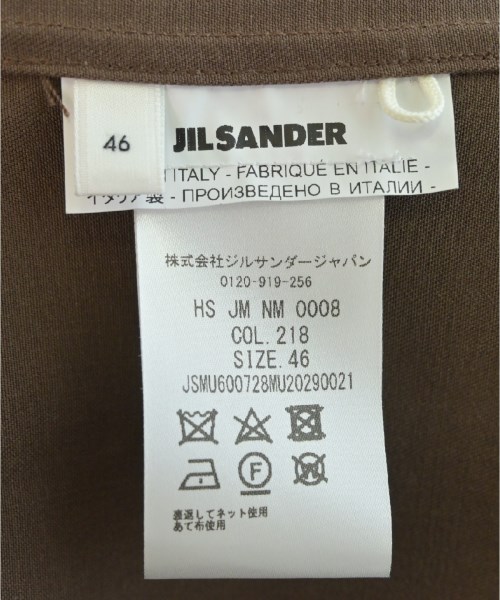 46
JIL SANDER
ITALY - FABRIQUÉ EN ITALIE -
イタリア製 - ПРОИЗВЕДЕНО В ИТАЛИИ -
株式会社ジルサンダージャパン
0120-919-256
HS JM NM 0008
COL. 218
SIZE. 46
JSMU600728MU20290021
F
W
裏返してネット使用
あて布使用